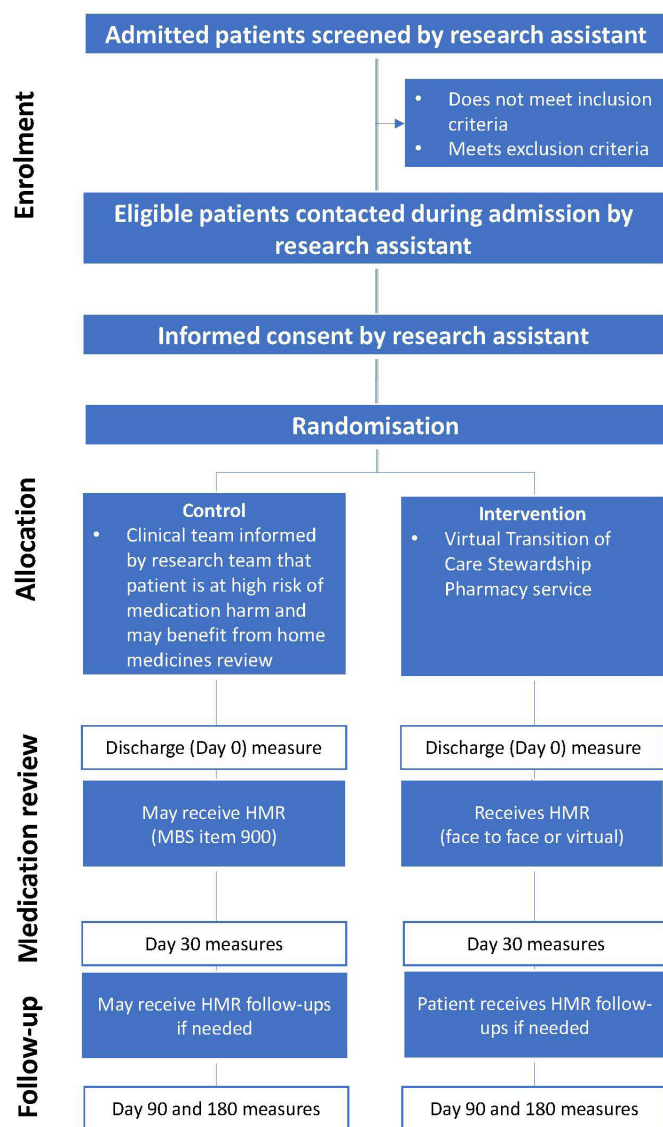 Enrolment
Admitted patients screened by research assistant
• Does not meet inclusion
criteria
• Meets exclusion criteria
Eligible patients contacted during admission by
research assistant
Informed consent by research assistant
Randomisation
Allocation
Control
• Clinical team informed
by research team that
patient is at high risk of
medication harm and
may benefit from home
medicines review
Intervention
• Virtual Transition of
Care Stewardship
Pharmacy service
Medication review
Discharge (Day 0) measure
Discharge (Day 0) measure
May receive HMR
(MBS item 900)
Receives HMR
(face to face or virtual)
Day 30 measures
Day 30 measures
Follow-up
May receive HMR follow-ups
if needed
Patient receives HMR follow-
ups if needed
Day 90 and 180 measures
Day 90 and 180 measures